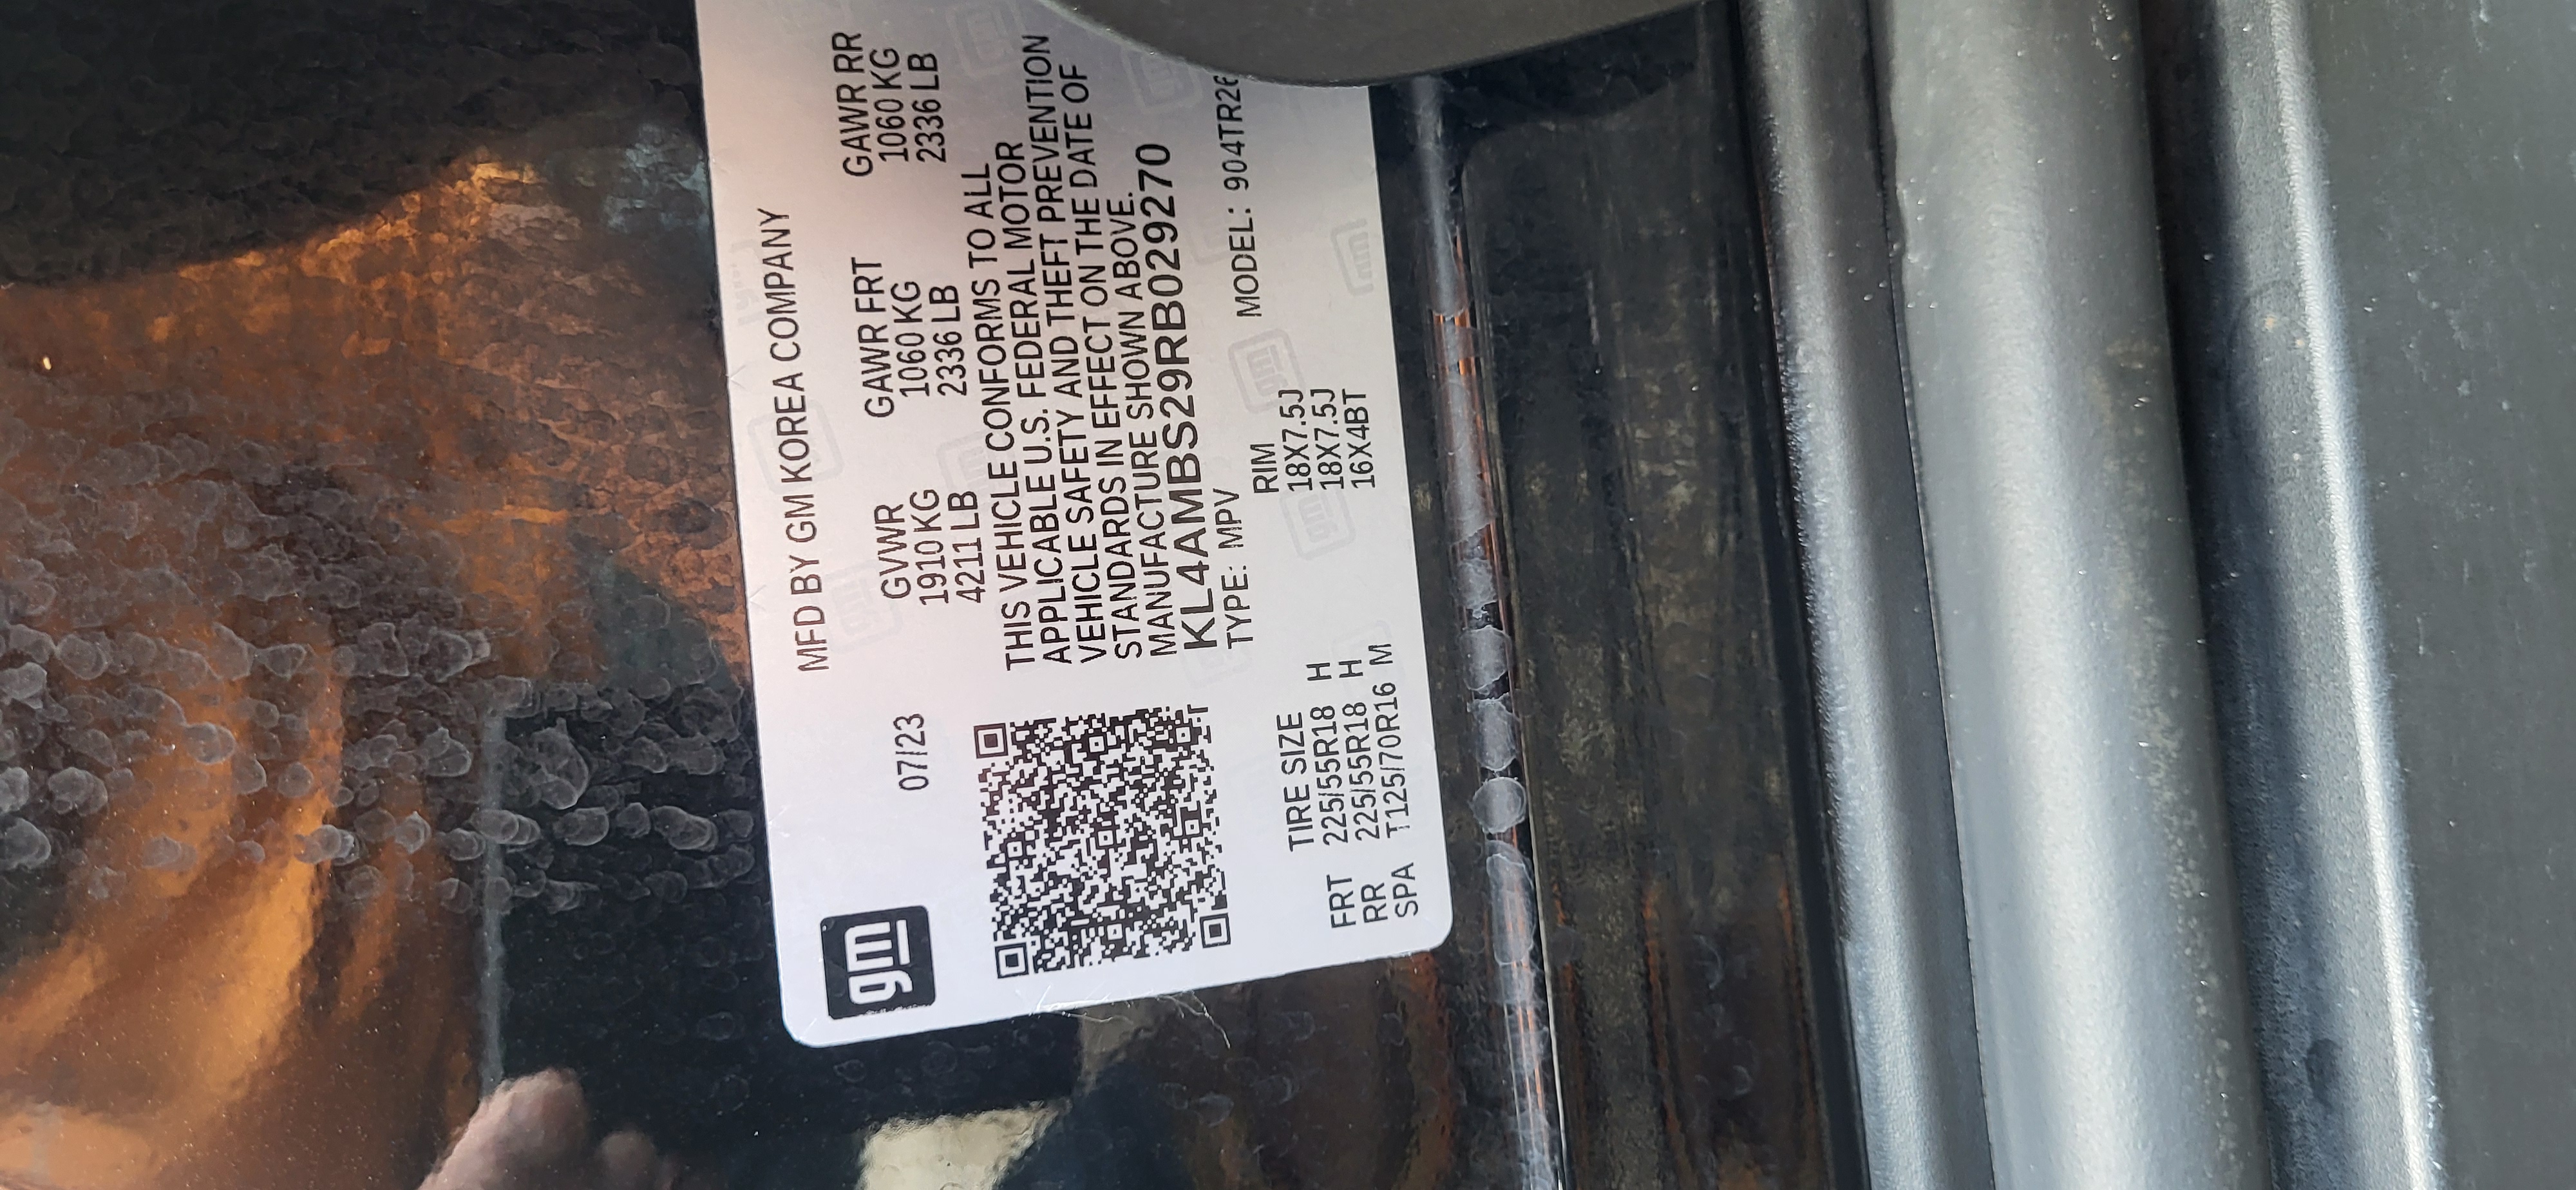 gm
MFD BY GM KOREA COMPANY
07/23
GVWR GAWR FRT GAWR RR
1910 KG 1060 KG 1060 KG
4211 LB 2336 LB 2336 LB
THIS VEHICLE CONFORMS TO ALL
APPLICABLE U.S. FEDERAL MOTOR
VEHICLE SAFETY AND THEFT PREVENTION
STANDARDS IN EFFECT ON THE DATE OF
MANUFACTURE SHOWN ABOVE.
KL4AMBS29RB029270
TYPE: MPV MODEL:
TIRE SIZE RIM
FRT 225/55R18 H 18X7.5J
RR 225/55R18 H 18X7.5J
SPA T125/70R16 M 16X4BT